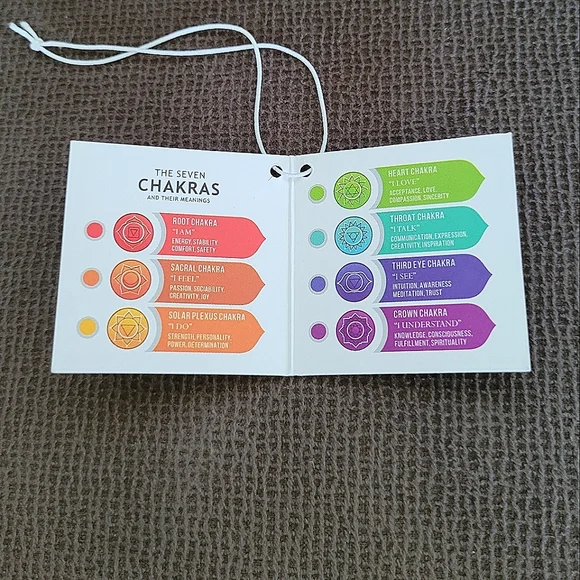 THE SEVEN
CHAKRAS
AND THEIR MEANINGS
ROOT CHAKRA
"I AM"
ENERGY, STABILITY
COMFORT, SAFETY
SACRAL CHAKRA
"I FEEL"
PASSION, SOCIABILITY
CREATIVITY, JOY
SOLAR PLEXUS CHAKRA
"I DO"
STRENGTH, PERSONALITY,
POWER, DETERMINATION
HEART CHAKRA
"I LOVE"
ACCEPTANCE, LOVE,
COMPASSION, SINCERITY
THROAT CHAKRA
"I TALK"
COMMUNICATION, EXPRESSION,
CREATIVITY, INSPIRATION
THIRD EYE CHAKRA
"I SEE"
INTUITION, AWARENESS
MEDITATION, TRUST
CROWN CHAKRA
"I UNDERSTAND"
KNOWLEDGE, CONSCIOUSNESS,
FULFILLMENT, SPIRITUALITY